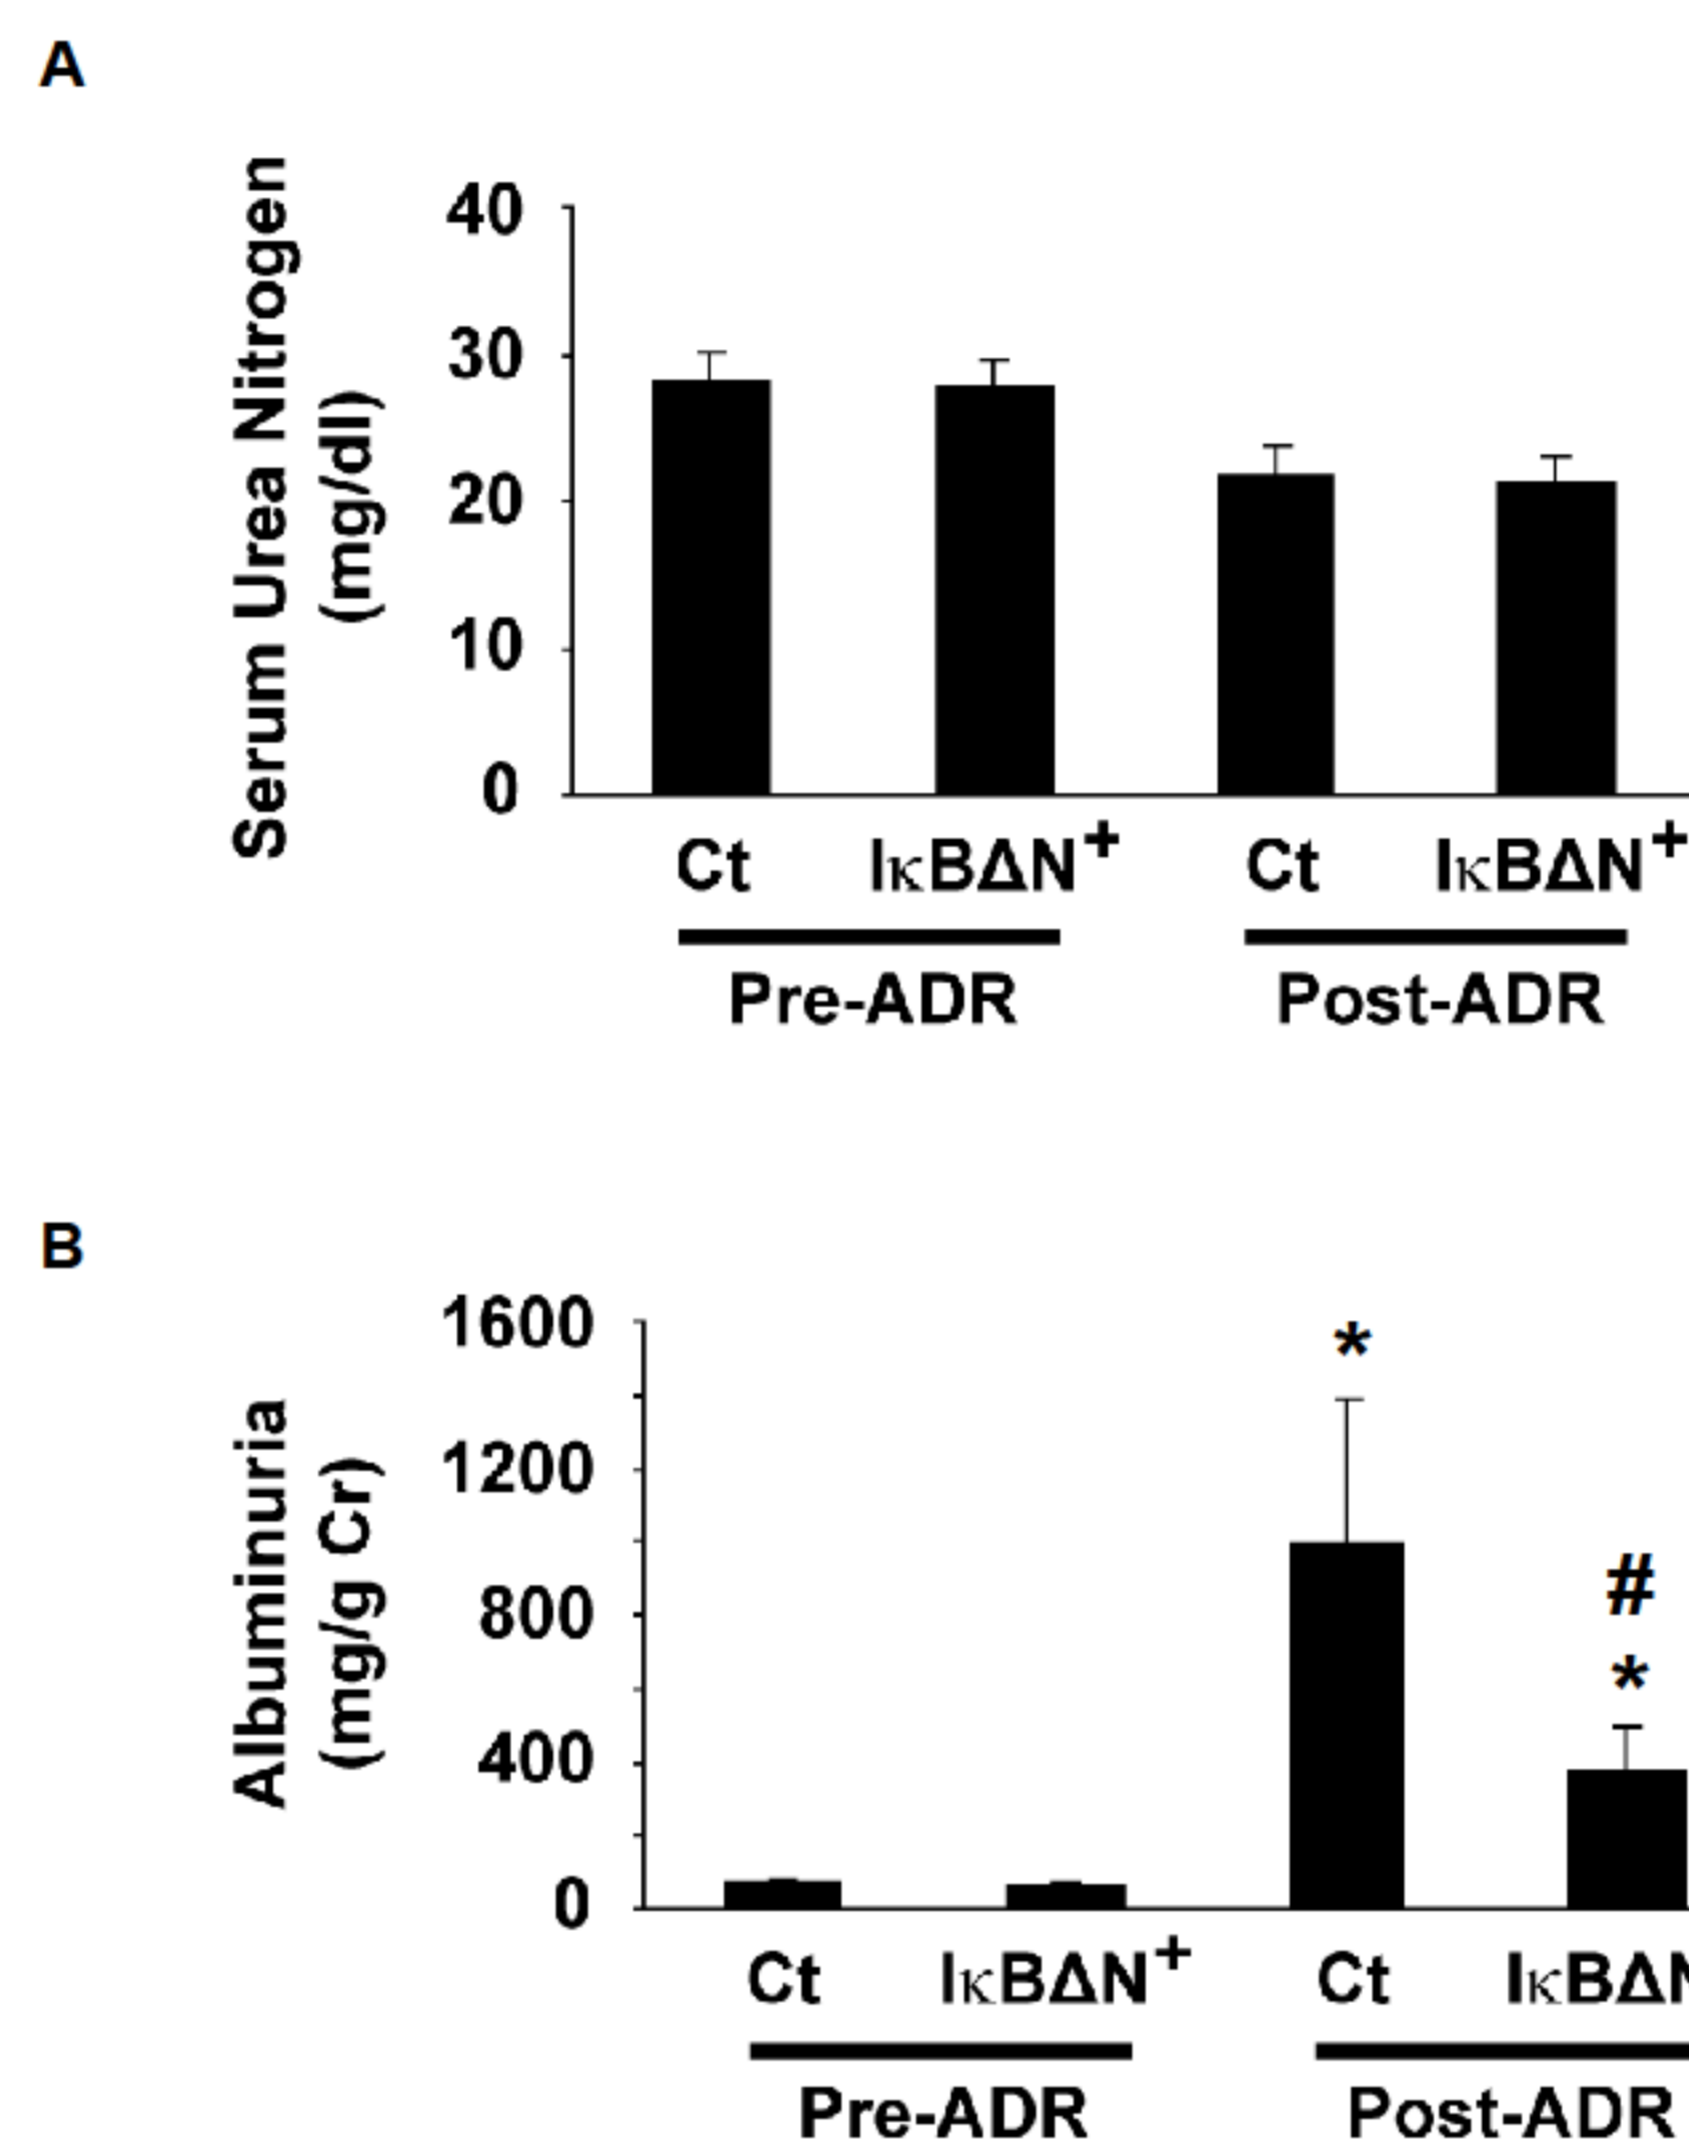 A
Serum Urea Nitrogen
(mg/dl)
40
30
20
10
0
Ct IκBΔN+ Ct IκBΔN+
Pre-ADR Post-ADR
B
Albuminuria
(mg/g Cr)
1600
*
1200
800
#
*
400
0
Ct IκBΔN+ Ct IκBΔN
Pre-ADR Post-ADR